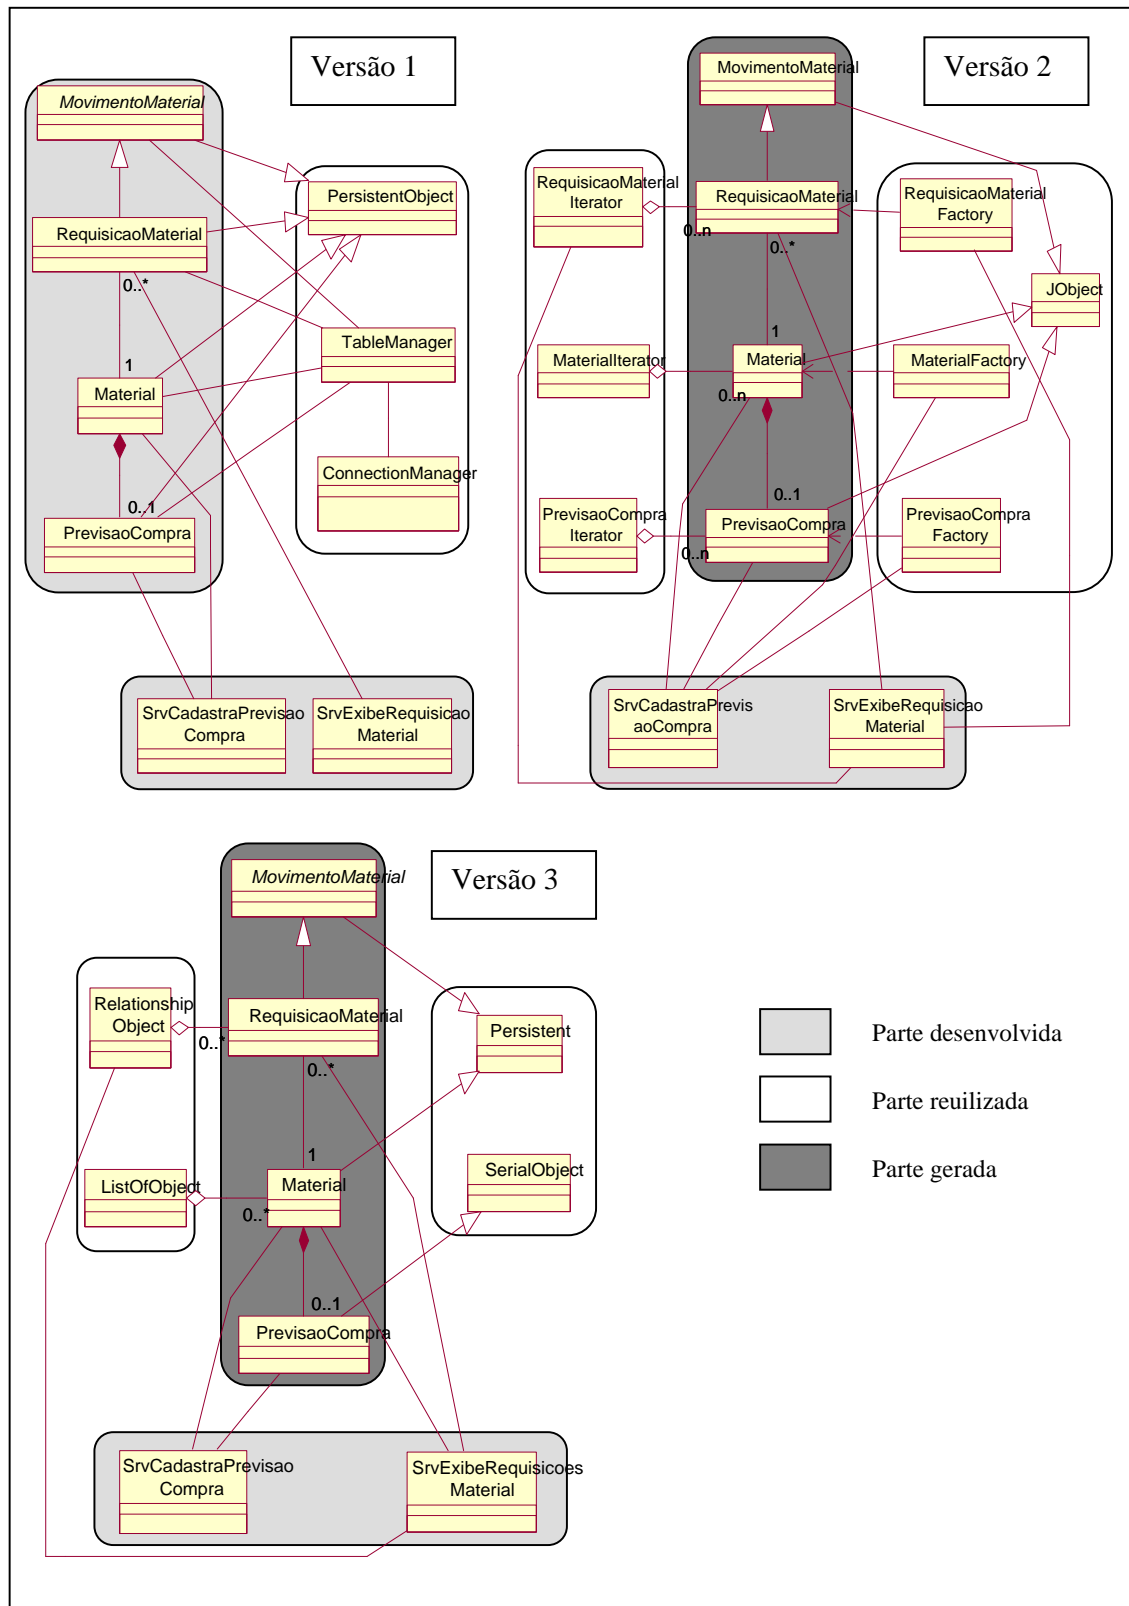 Versão 1
MovimentoMaterial
PersistentObject
RequisicaoMaterial
0..*
TableManager
1
Material
ConnectionManager
0..1
PrevisaoCompra
SrvCadastraPrevisao
Compra
SrvExibeRequisicao
Material
Versão 2
MovimentoMaterial
RequisicaoMaterial
Iterator
RequisicaoMaterial
RequisicaoMaterial
Factory
0..n
0..*
JObject
1
MaterialIterator
Material
MaterialFactory
0..n
0..1
PrevisaoCompra
Iterator
PrevisaoCompra
PrevisaoCompra
Factory
0..n
SrvCadastraPrevis
aoCompra
SrvExibeRequisicao
Material
Versão 3
MovimentoMaterial
Relationship
Object
RequisicaoMaterial
Persistent
0..*
0..*
1
ListOfObject
Material
SerialObject
0..*
0..1
PrevisaoCompra
SrvCadastraPrevisao
Compra
SrvExibeRequisicoes
Material
Parte desenvolvida
Parte reuilizada
Parte gerada